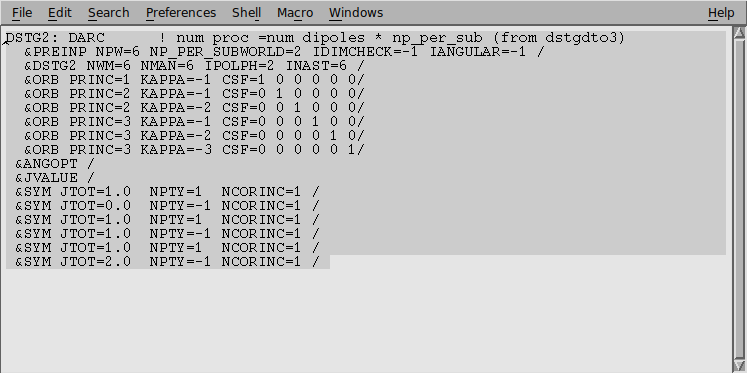 File Edit Search Preferences Shell Macro Windows Help
DSTG2: DARC ! num proc =num dipoles * np_per_sub (from dstgdto3)
&PREINP NPW=6 NP_PER_SUBWORLD=2 IDIMCHECK=-1 IANGULAR=-1 /
&DSTG2 NWM=6 NMAN=6 IPOLPH=2 INAST=6 /
&ORB PRINC=1 KAPPA=-1 CSF=1 0 0 0 0 0/
&ORB PRINC=2 KAPPA=-1 CSF=0 1 0 0 0 0/
&ORB PRINC=2 KAPPA=-2 CSF=0 0 1 0 0 0/
&ORB PRINC=3 KAPPA=-1 CSF=0 0 0 1 0 0/
&ORB PRINC=3 KAPPA=-2 CSF=0 0 0 0 1 0/
&ORB PRINC=3 KAPPA=-3 CSF=0 0 0 0 0 1/
&ANGOPT /
&JVALUE /
&SYM JTOT=1.0 NPTY=1 NCORINC=1 /
&SYM JTOT=0.0 NPTY=-1 NCORINC=1 /
&SYM JTOT=1.0 NPTY=1 NCORINC=1 /
&SYM JTOT=1.0 NPTY=-1 NCORINC=1 /
&SYM JTOT=1.0 NPTY=1 NCORINC=1 /
&SYM JTOT=2.0 NPTY=-1 NCORINC=1 /